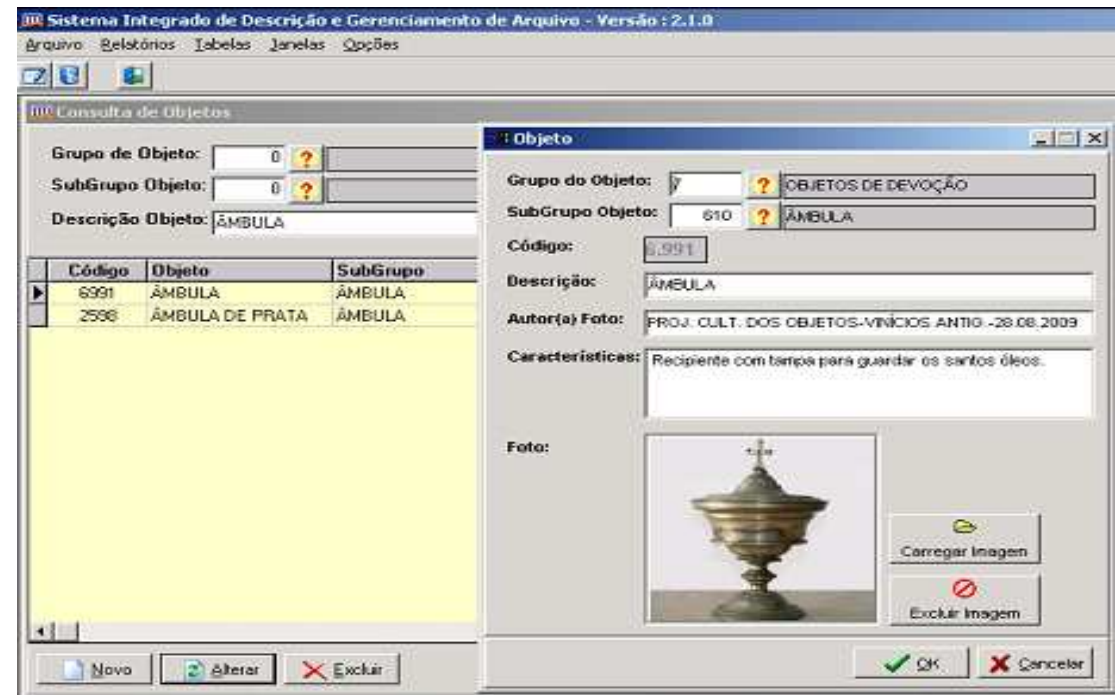 Sistema Integrado de Descrição e Gerenciamento de Arquivo - Versão : 2.1.0
Arquivo Relatórios Tabelas Janelas Opções
Consulta de Objetos
Grupo de Objeto: 0 ?
SubGrupo Objeto: 0 ?
Descrição Objeto: ÂMBULA
Código Objeto SubGrupo
6991 ÂMBULA ÂMBULA
2598 ÂMBULA DE PRATA ÂMBULA
Novo Alterar Excluir
Objeto
Grupo do Objeto: 7 ? OBJETOS DE DEVOÇÃO
SubGrupo Objeto: 610 ? ÂMBULA
Código: 6.991
Descrição: ÂMBULA
Autor(a) Foto: PROJ. CULT. DOS OBJETOS-VINÍCIOS ANTIG.-28.08.2009
Características: Recipiente com tampa para guardar os santos óleos.
Foto:
Carregar Imagem
Excluir Imagem
OK Cancelar